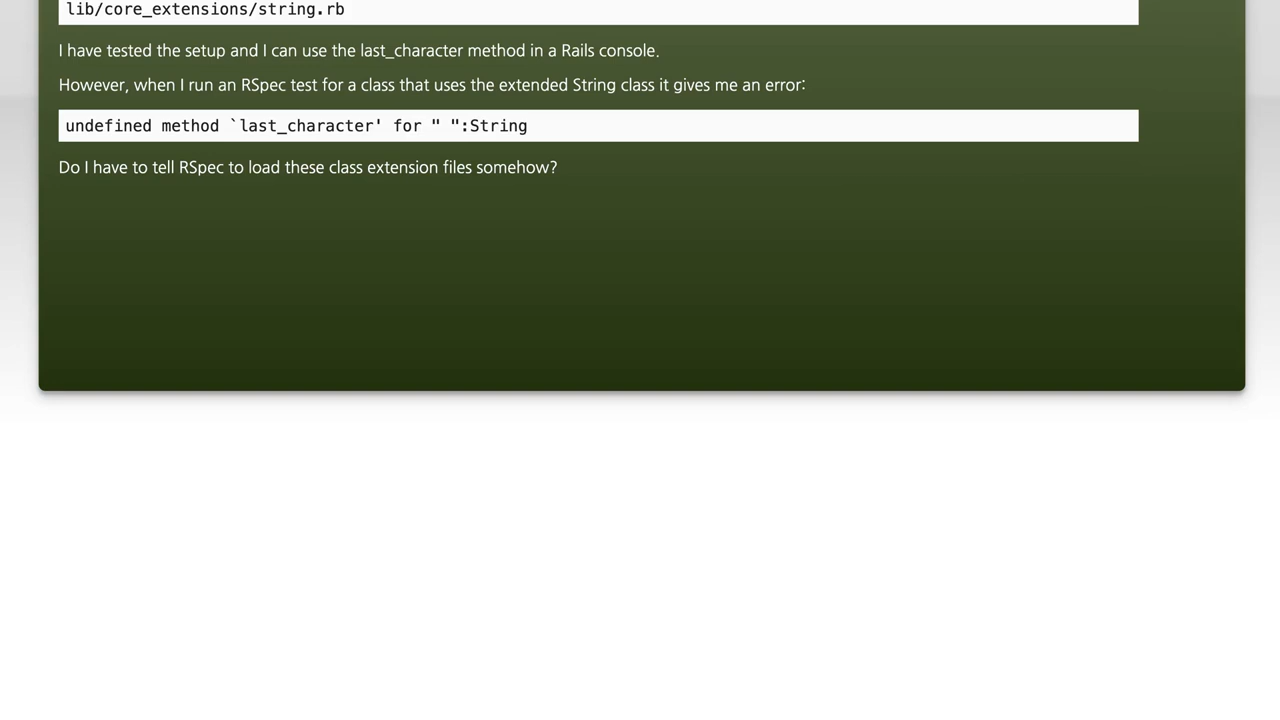 lib/core_extensions/string.rb
I have tested the setup and I can use the last_character method in a Rails console.
However, when I run an RSpec test for a class that uses the extended String class it gives me an error:
undefined method `last_character' for " ":String
Do I have to tell RSpec to load these class extension files somehow?